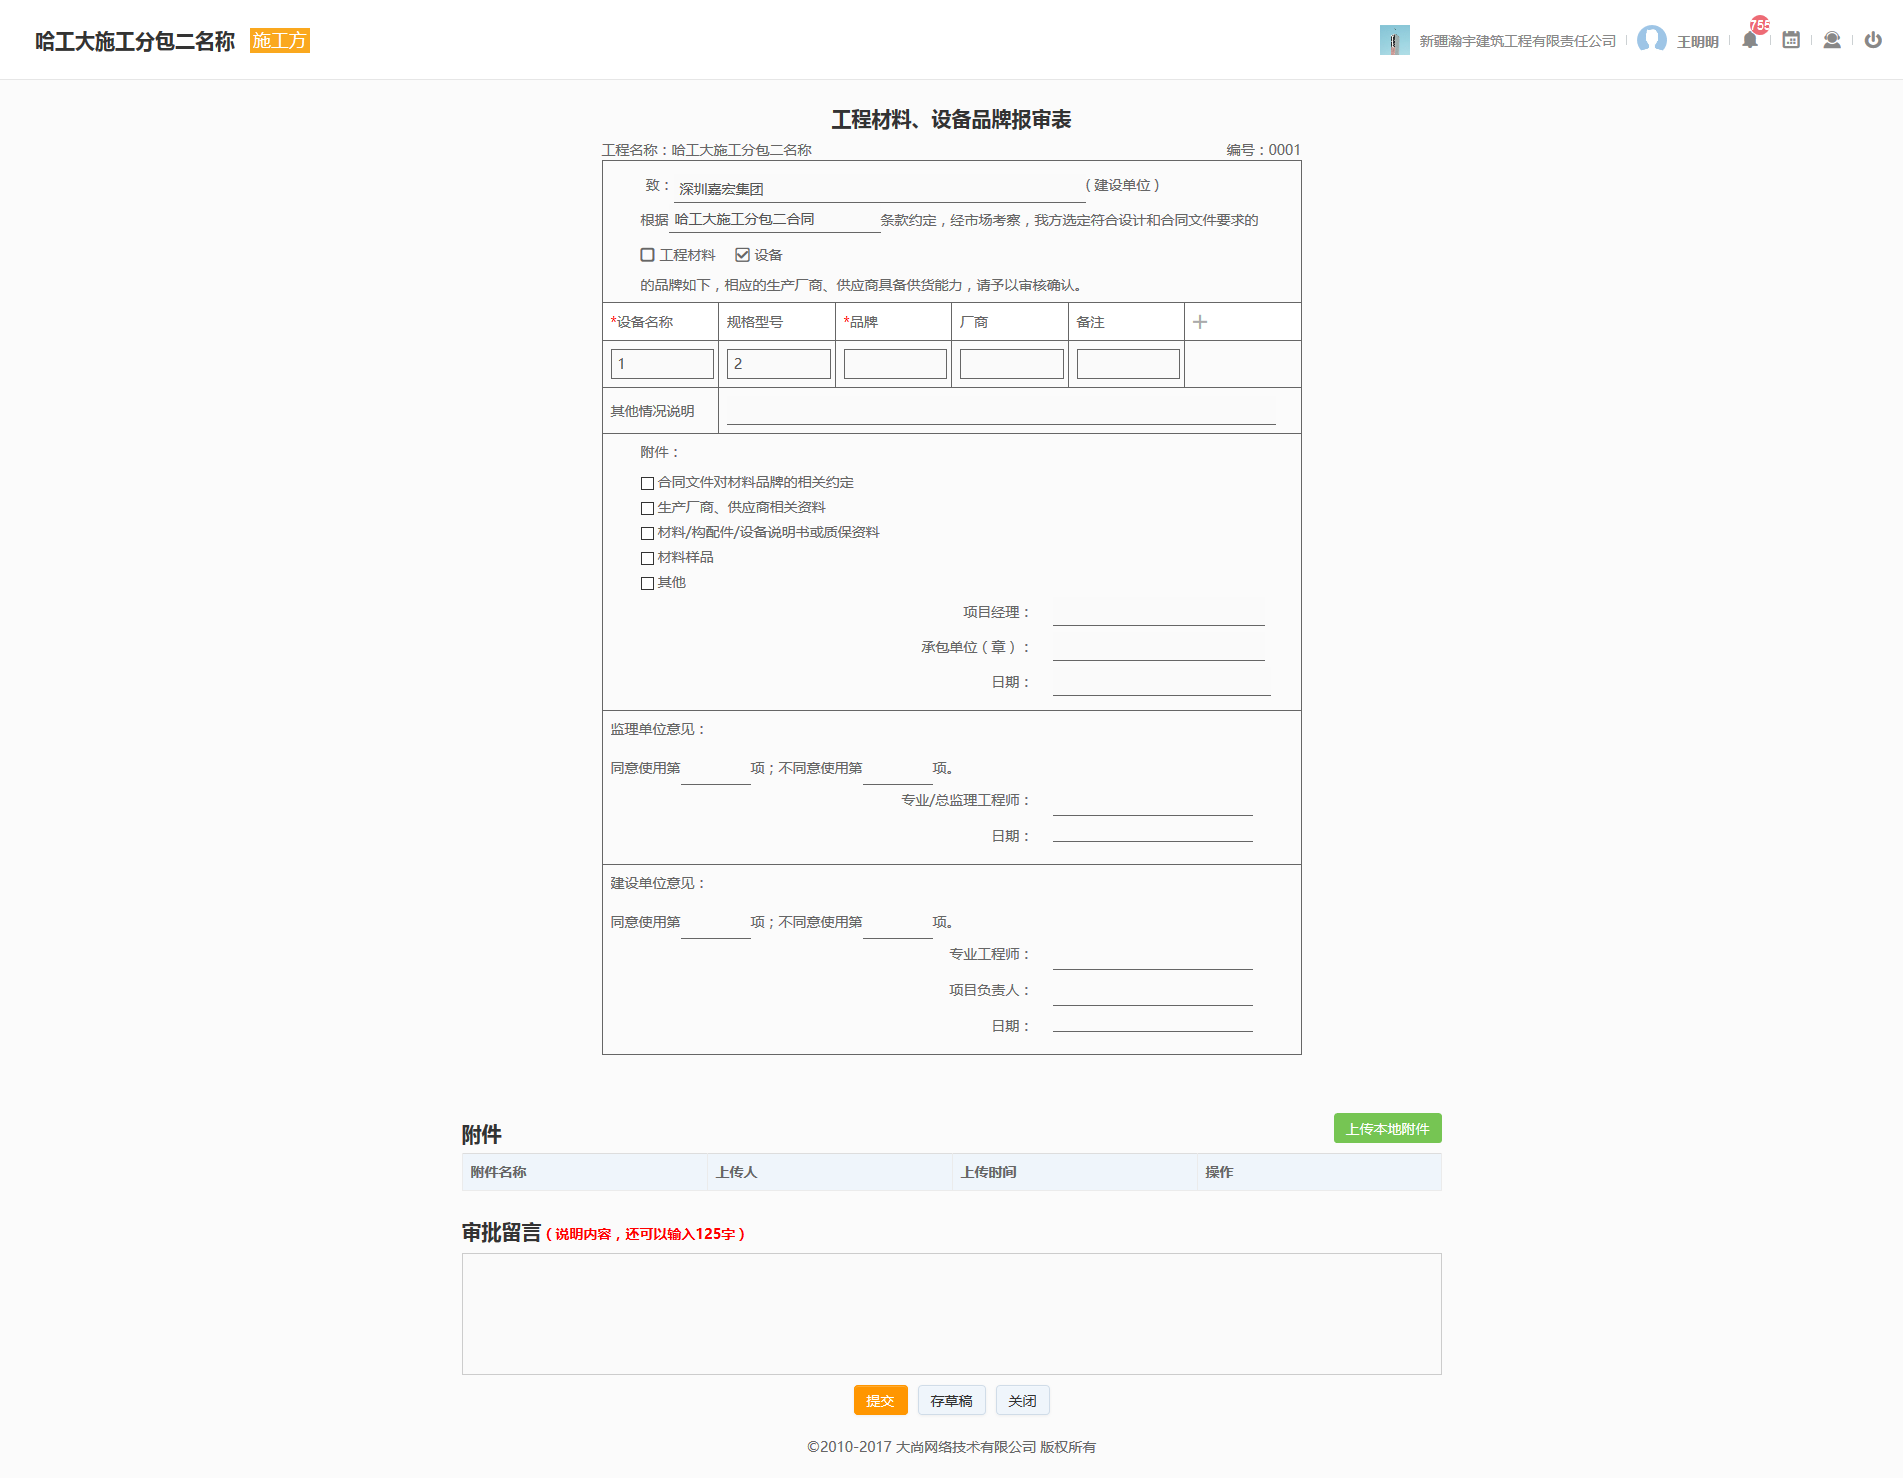 哈工大施工分包二名称 施工方
新疆瀚宇建筑工程有限责任公司 王明明 755
工程材料、设备品牌报审表
工程名称：哈工大施工分包二名称 编号：0001
致： 深圳嘉宏集团 （建设单位）
根据 哈工大施工分包二合同 条款约定，经市场考察，我方选定符合设计和合同文件要求的
工程材料 设备
的品牌如下，相应的生产厂商、供应商具备供货能力，请予以审核确认。
*设备名称 规格型号 *品牌 厂商 备注
1 2
其他情况说明
附件：
合同文件对材料品牌的相关约定
生产厂商、供应商相关资料
材料/构配件/设备说明书或质保资料
材料样品
其他
项目经理：
承包单位（章）：
日期：
监理单位意见：
同意使用第 项；不同意使用第 项。
专业/总监理工程师：
日期：
建设单位意见：
同意使用第 项；不同意使用第 项。
专业工程师：
项目负责人：
日期：
附件 上传本地附件
附件名称 上传人 上传时间 操作
审批留言（说明内容，还可以输入125字）
提交 存草稿 关闭
©2010-2017 大尚网络技术有限公司 版权所有